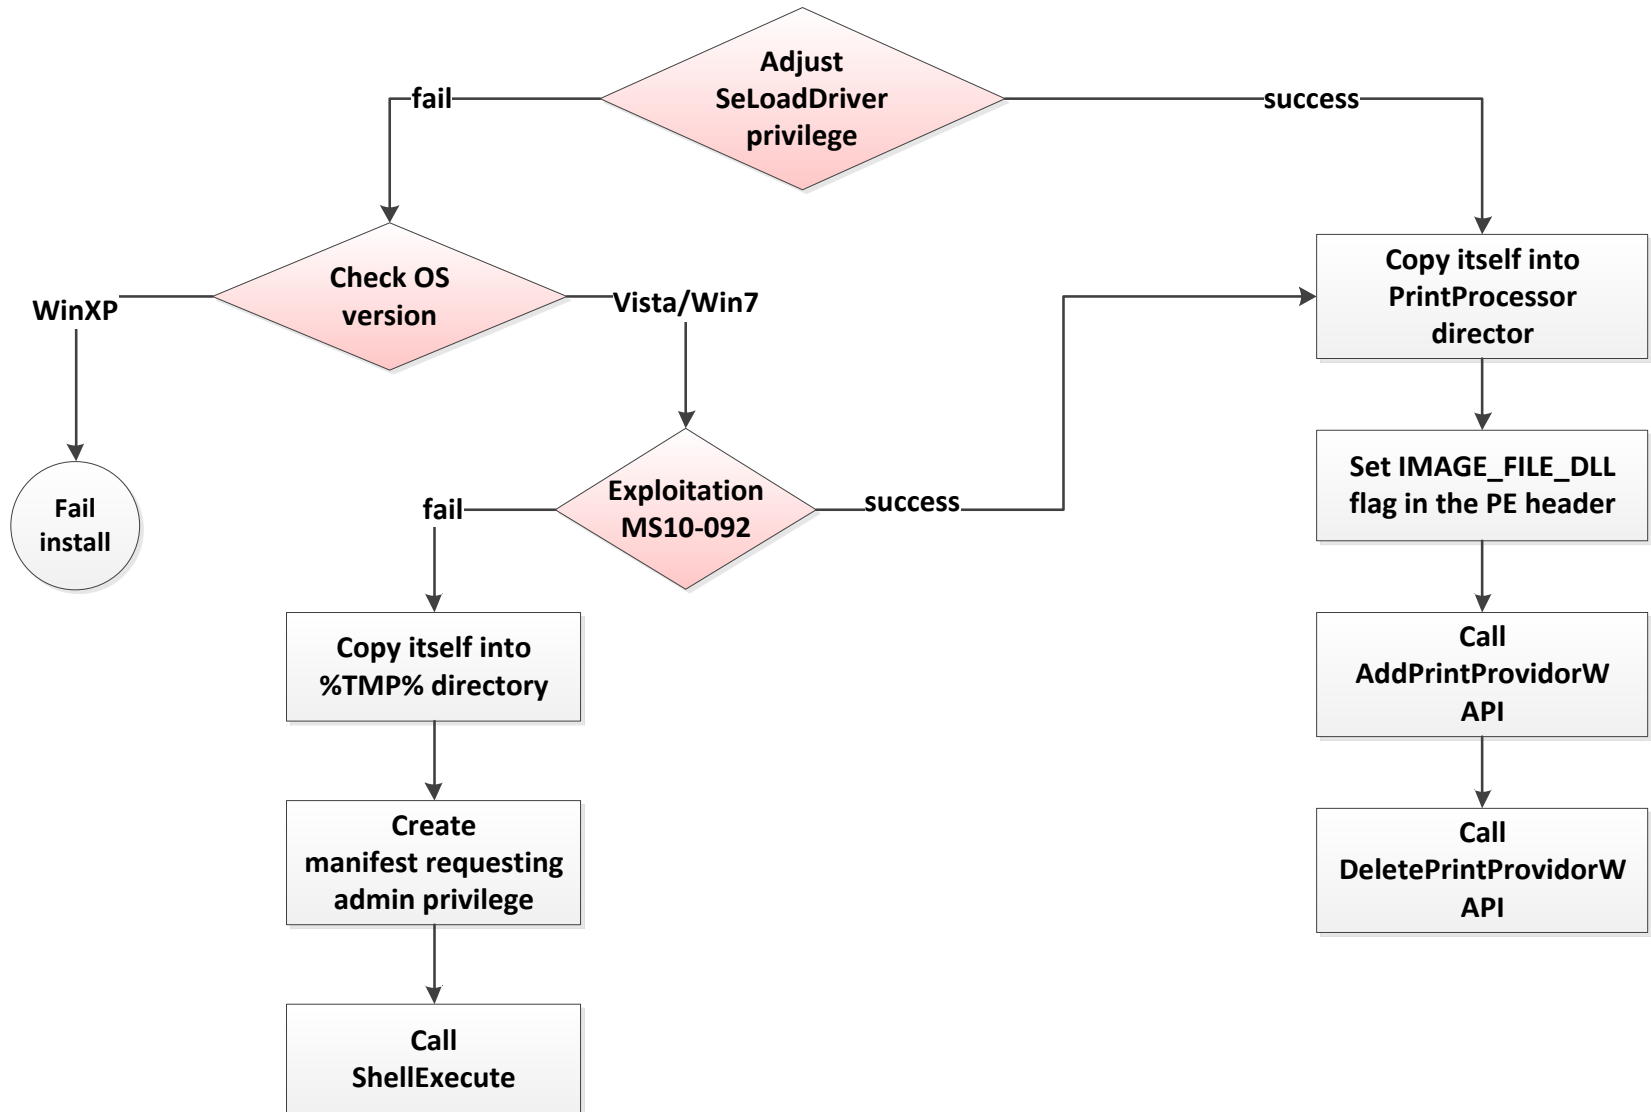 Adjust
SeLoadDriver
privilege
fail
success
Check OS
version
WinXP
Vista/Win7
Copy itself into
PrintProcessor
director
Fail
install
Exploitation
MS10-092
fail
success
Set IMAGE_FILE_DLL
flag in the PE header
Copy itself into
%TMP% directory
Call
AddPrintProvidorW
API
Create
manifest requesting
admin privilege
Call
DeletePrintProvidorW
API
Call
ShellExecute